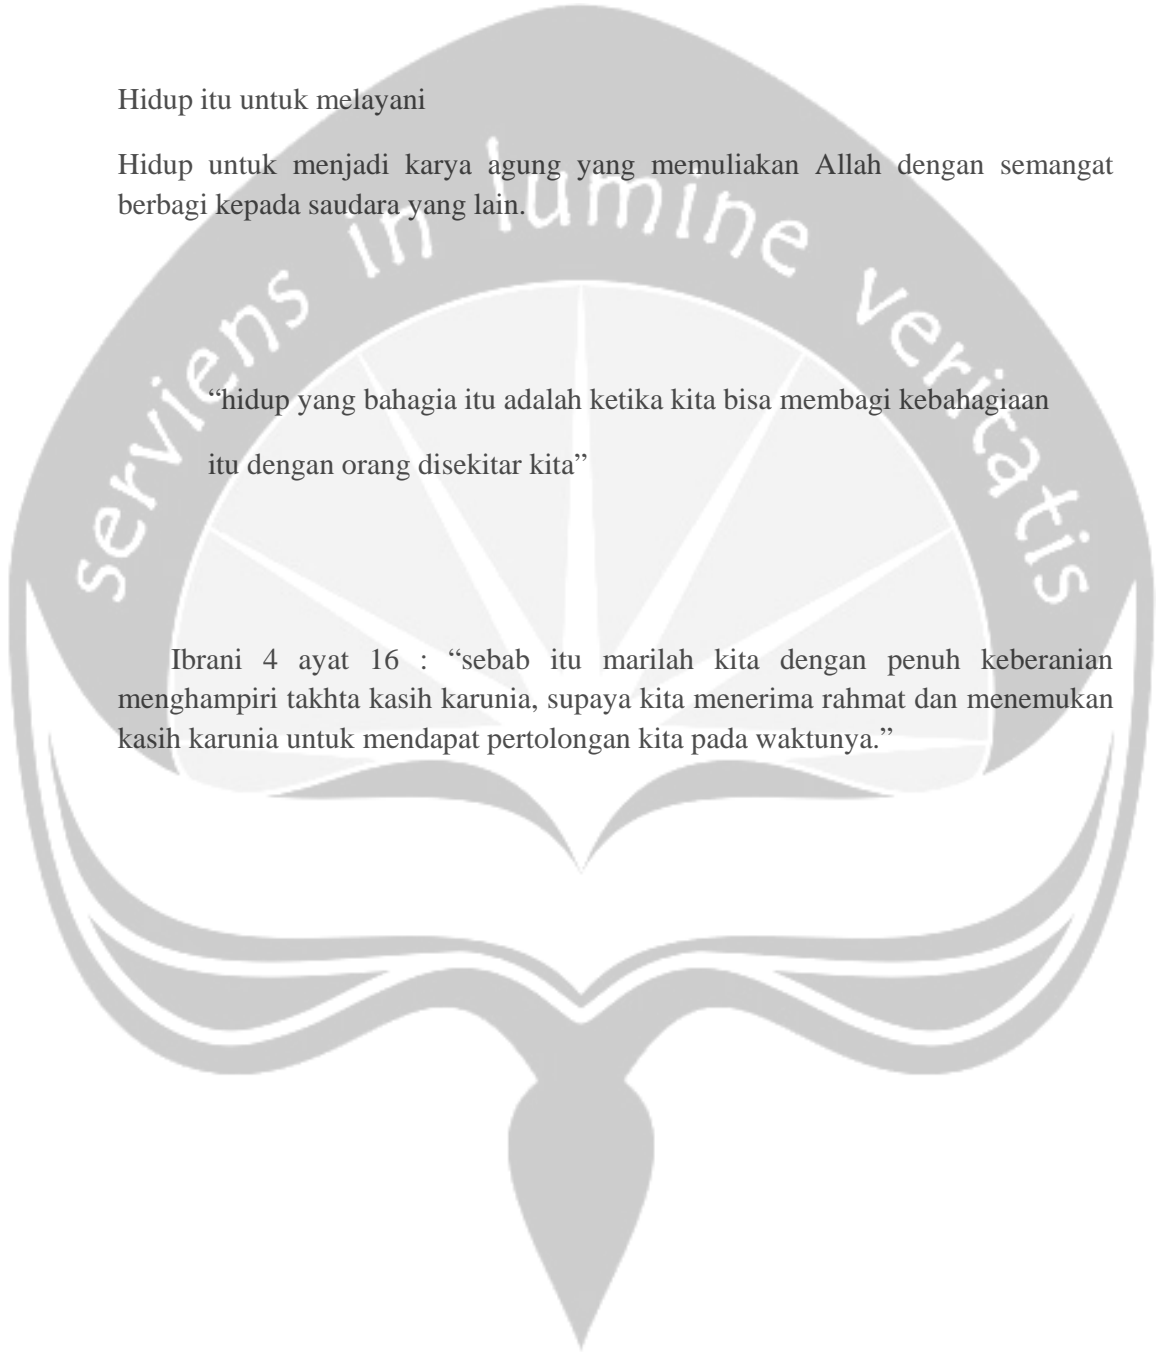 Hidup itu untuk melayani
Hidup untuk menjadi karya agung yang memuliakan Allah dengan semangat
berbagi kepada saudara yang lain.
serviens in lumine veritatis
“hidup yang bahagia itu adalah ketika kita bisa membagi kebahagiaan
itu dengan orang disekitar kita”
Ibrani 4 ayat 16 : “sebab itu marilah kita dengan penuh keberanian
menghampiri takhta kasih karunia, supaya kita menerima rahmat dan menemukan
kasih karunia untuk mendapat pertolongan kita pada waktunya.”